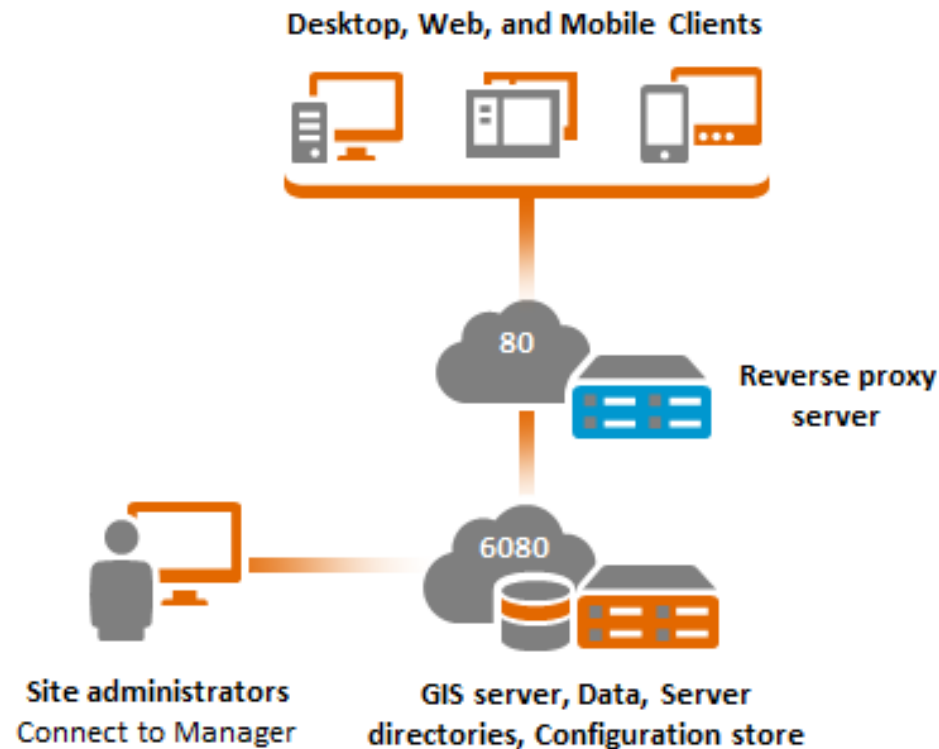 Desktop, Web, and Mobile Clients
80
Reverse proxy
server
6080
Site administrators
Connect to Manager
GIS server, Data, Server
directories, Configuration store